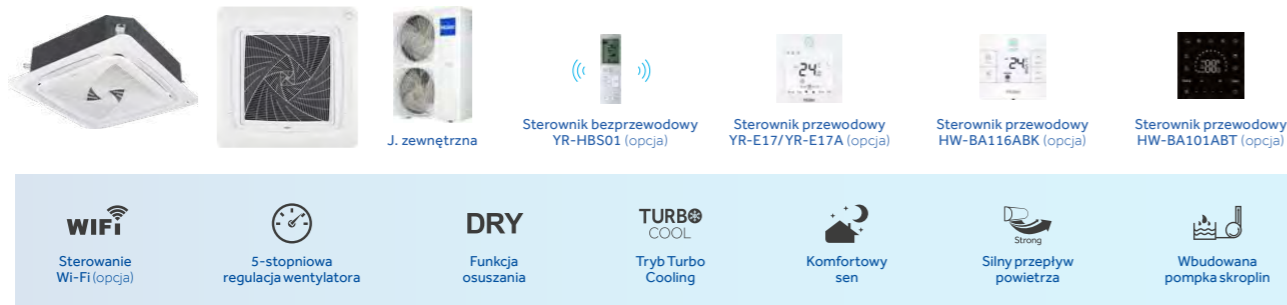 J. zewnętrzna
Sterownik bezprzewodowy
YR-HBS01 (opcja)
Sterownik przewodowy
YR-E17/YR-E17A (opcja)
Sterownik przewodowy
HW-BA116ABK (opcja)
Sterownik przewodowy
HW-BA101ABT (opcja)
WIFI
Sterowanie
Wi-Fi (opcja)
5-stopniowa
regulacja wentylatora
DRY
Funkcja
osuszania
TURBO
COOL
Tryb Turbo
Cooling
Komfortowy
sen
Strong
Silny przepływ
powietrza
Wbudowana
pompka skroplin